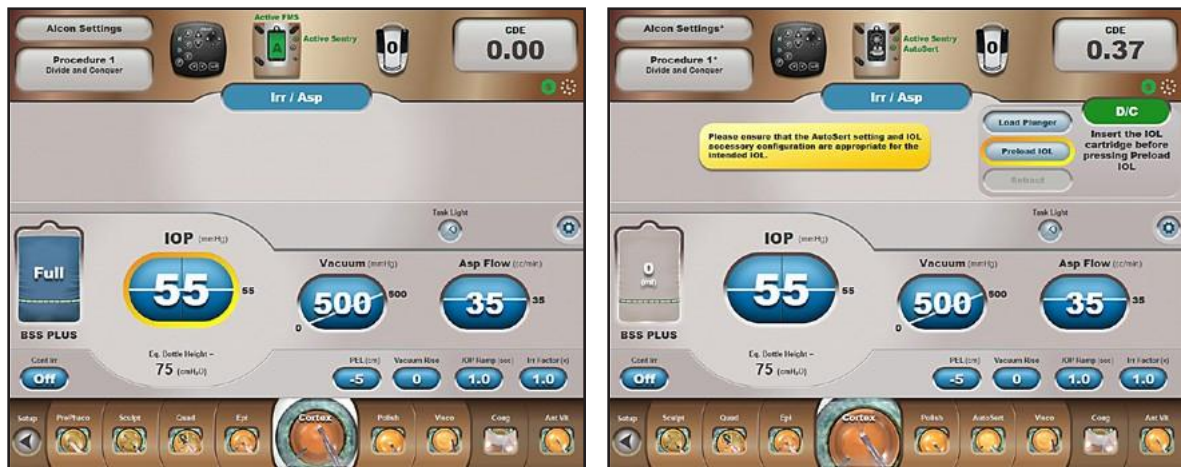 Alcon Settings
Procedure 1
Divide and Conquer
Active FMS
A
Active Sentry
0
CDE
0.00
S
Irr / Asp
Task Light
Full
BSS PLUS
IOP (mmHg)
55
55
Eq. Bottle Height =
75 (cmH₂O)
Vacuum (mmHg)
500
500
0
Asp Flow (cc/min)
35
35
Cont Irr
Off
PEL (cm)
-5
Vacuum Rise
0
IOP Ramp (sec)
1.0
Irr Factor (x)
1.0
Setup
PrePhaco
Sculpt
Quad
Epi
Cortex
Polish
Visco
Coag
Ant Vit
Alcon Settings*
Procedure 1*
Divide and Conquer
Active Sentry
AutoSert
0
CDE
0.37
S
Irr / Asp
Please ensure that the AutoSert setting and IOL
accessory configuration are appropriate for the
intended IOL.
Load Plunger
Preload IOL
Retract
D/C
Insert the IOL
cartridge before
pressing Preload
IOL
Task Light
0
(ml)
BSS PLUS
IOP (mmHg)
55
55
Eq. Bottle Height =
75 (cmH₂O)
Vacuum (mmHg)
500
500
0
Asp Flow (cc/min)
35
35
Cont Irr
Off
PEL (cm)
-5
Vacuum Rise
0
IOP Ramp (sec)
1.0
Irr Factor (x)
1.0
Setup
Sculpt
Quad
Epi
Cortex
Polish
AutoSert
Visco
Coag
Ant Vit